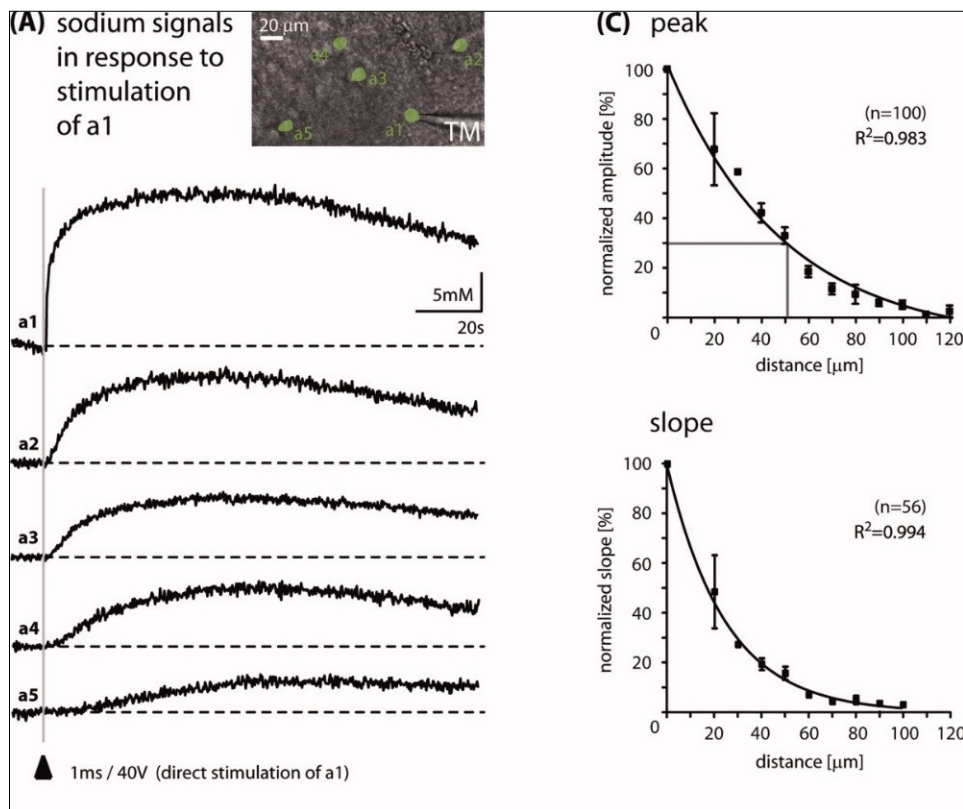 (A) sodium signals
in response to
stimulation
of a1
20 μm
a4
a2
a3
a5
a1
TM
a1
5mM
20s
a2
a3
a4
a5
1ms / 40V (direct stimulation of a1)
(C) peak
normalized amplitude [%]
100
80
60
40
20
0
(n=100)
R²=0.983
20 40 60 80 100 120
distance [μm]
slope
normalized slope [%]
100
80
60
40
20
0
(n=56)
R²=0.994
20 40 60 80 100 120
distance [μm]